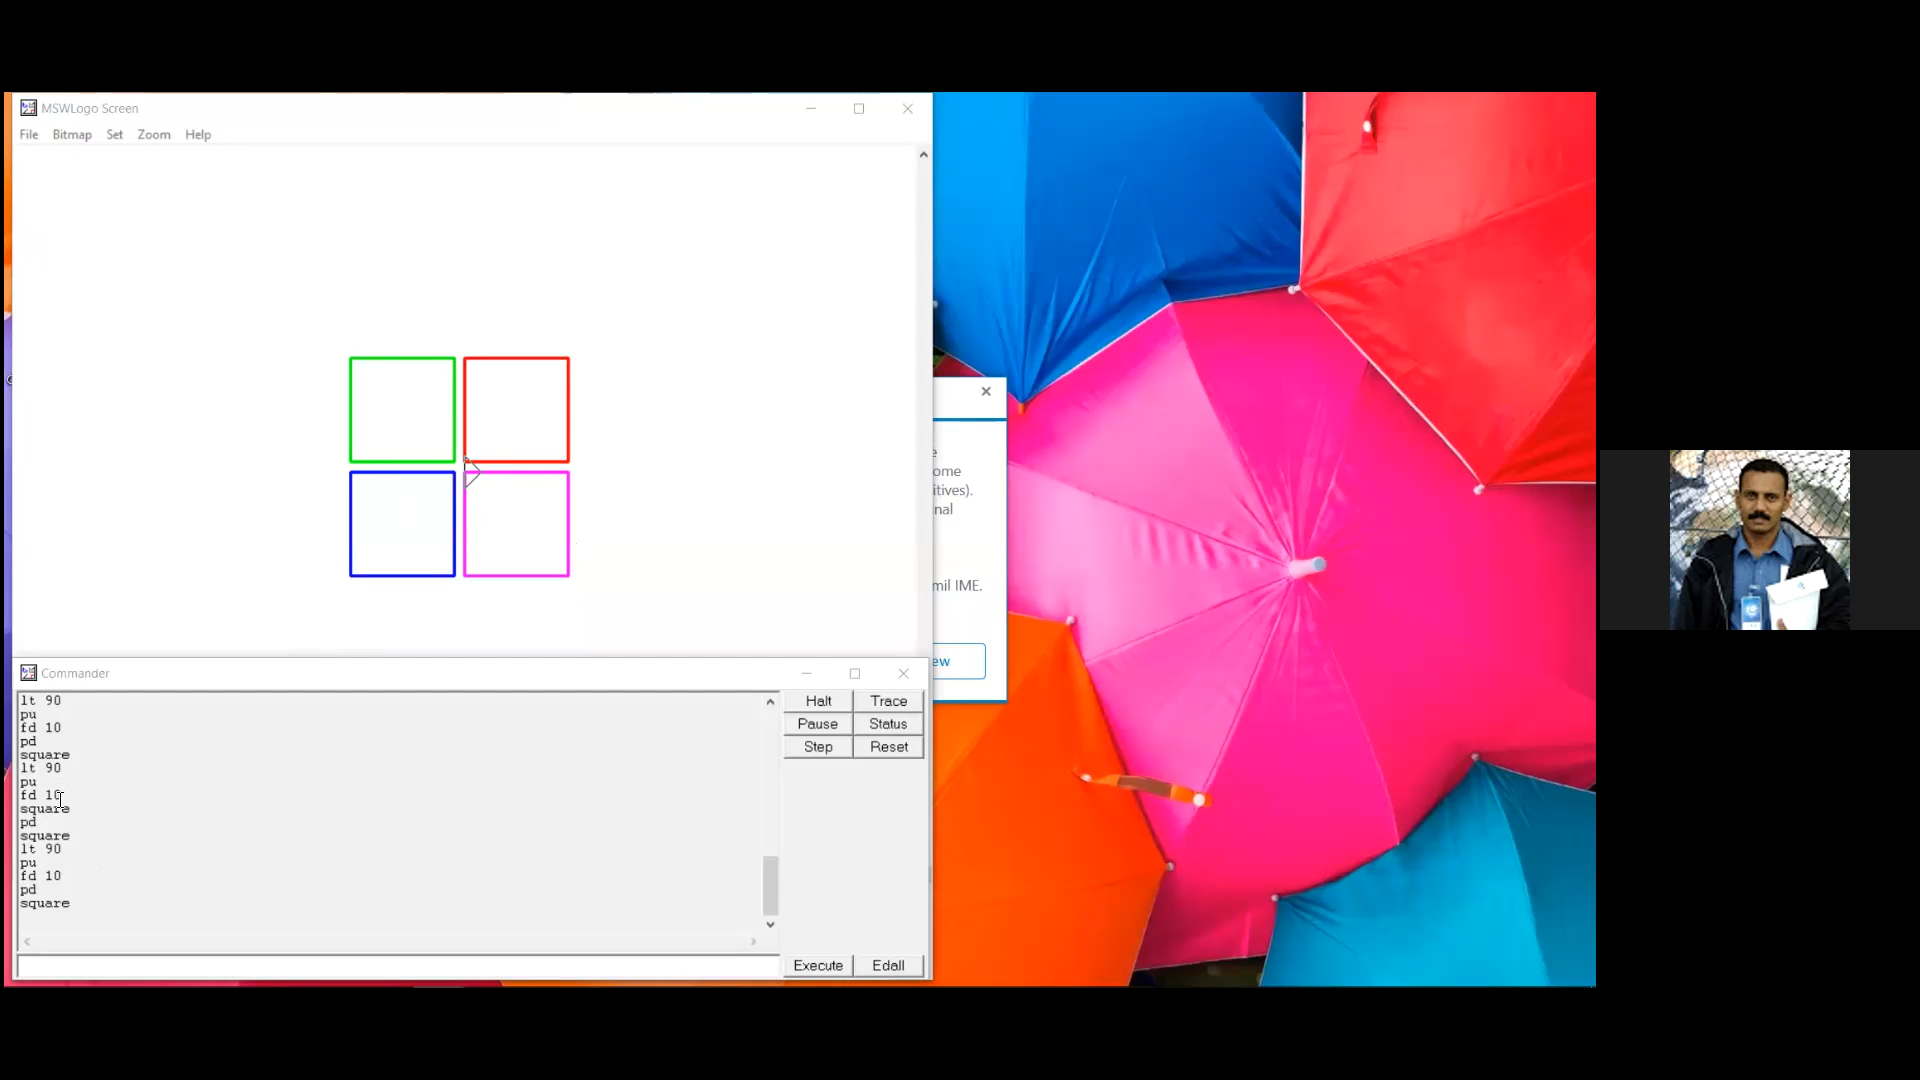 MSWLogo Screen
File Bitmap Set Zoom Help
ome
itives).
nal
mil IME.
ew
Commander
lt 90
pu
fd 10
pd
square
lt 90
pu
fd 10
square
pd
square
lt 90
pu
fd 10
pd
square
Halt Trace
Pause Status
Step Reset
Execute Edall